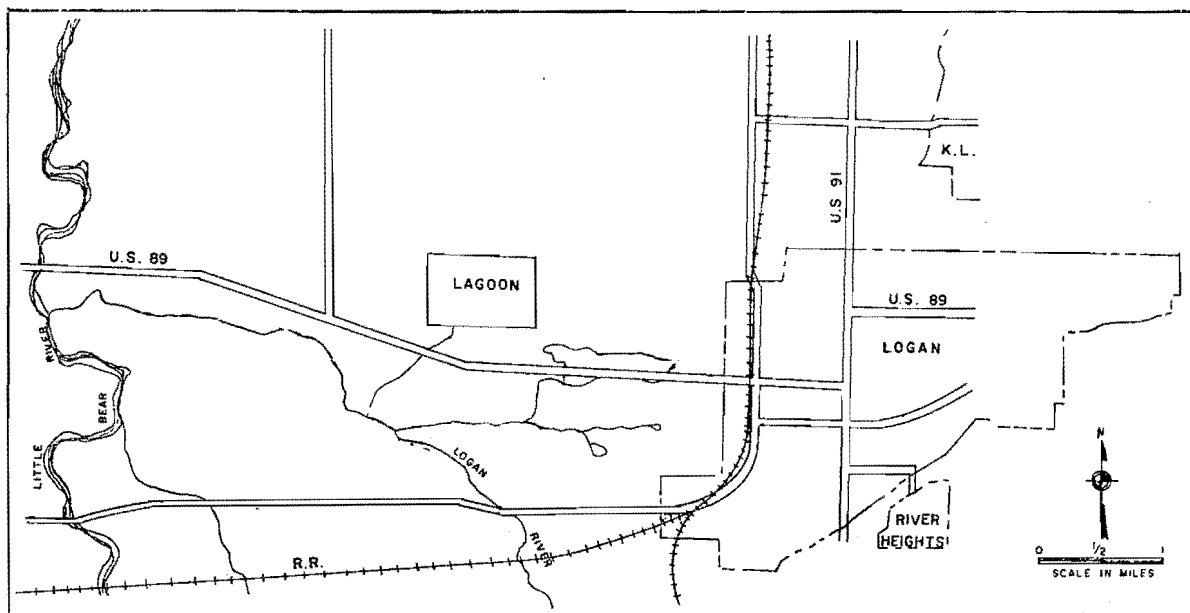 K.L.
U.S 91
U.S. 89
LAGOON
U.S. 89
RIVER
LOGAN
BEAR
LITTLE
LOGAN
N
RIVER
HEIGHTS
RIVER
R.R.
0 1/2 1
SCALE IN MILES